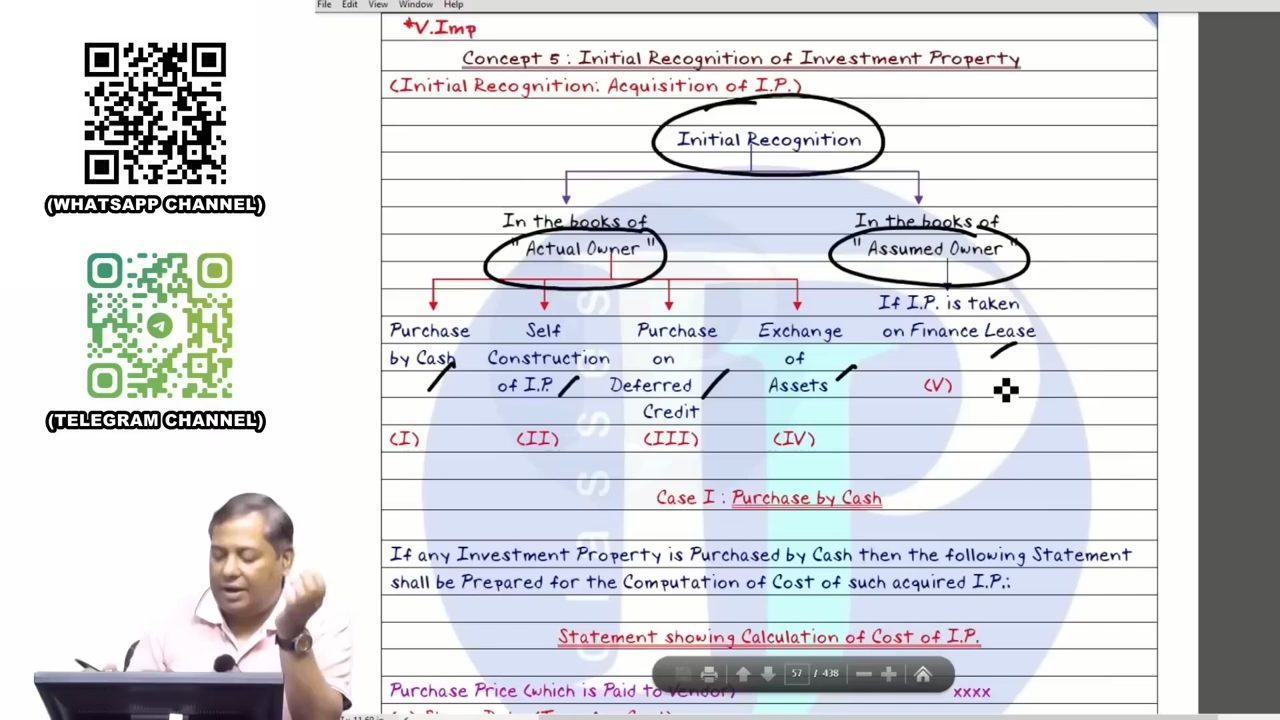 File Edit View Window Help
*V.Imp
Concept 5 : Initial Recognition of Investment Property
(Initial Recognition: Acquisition of I.P.)
Initial Recognition
In the books of
" Actual Owner "
In the books of
" Assumed Owner "
Purchase
by Cash
(I)
Self
Construction
of I.P.
(II)
Purchase
on
Deferred
Credit
(III)
Exchange
of
Assets
(IV)
If I.P. is taken
on Finance Lease
(V)
Case I : Purchase by Cash
If any Investment Property is Purchased by Cash then the following Statement
shall be Prepared for the Computation of Cost of such acquired I.P.:
Statement showing Calculation of Cost of I.P.
Purchase Price (which is Paid to Vendor) xxxx
57 / 438
(WHATSAPP CHANNEL)
(TELEGRAM CHANNEL)